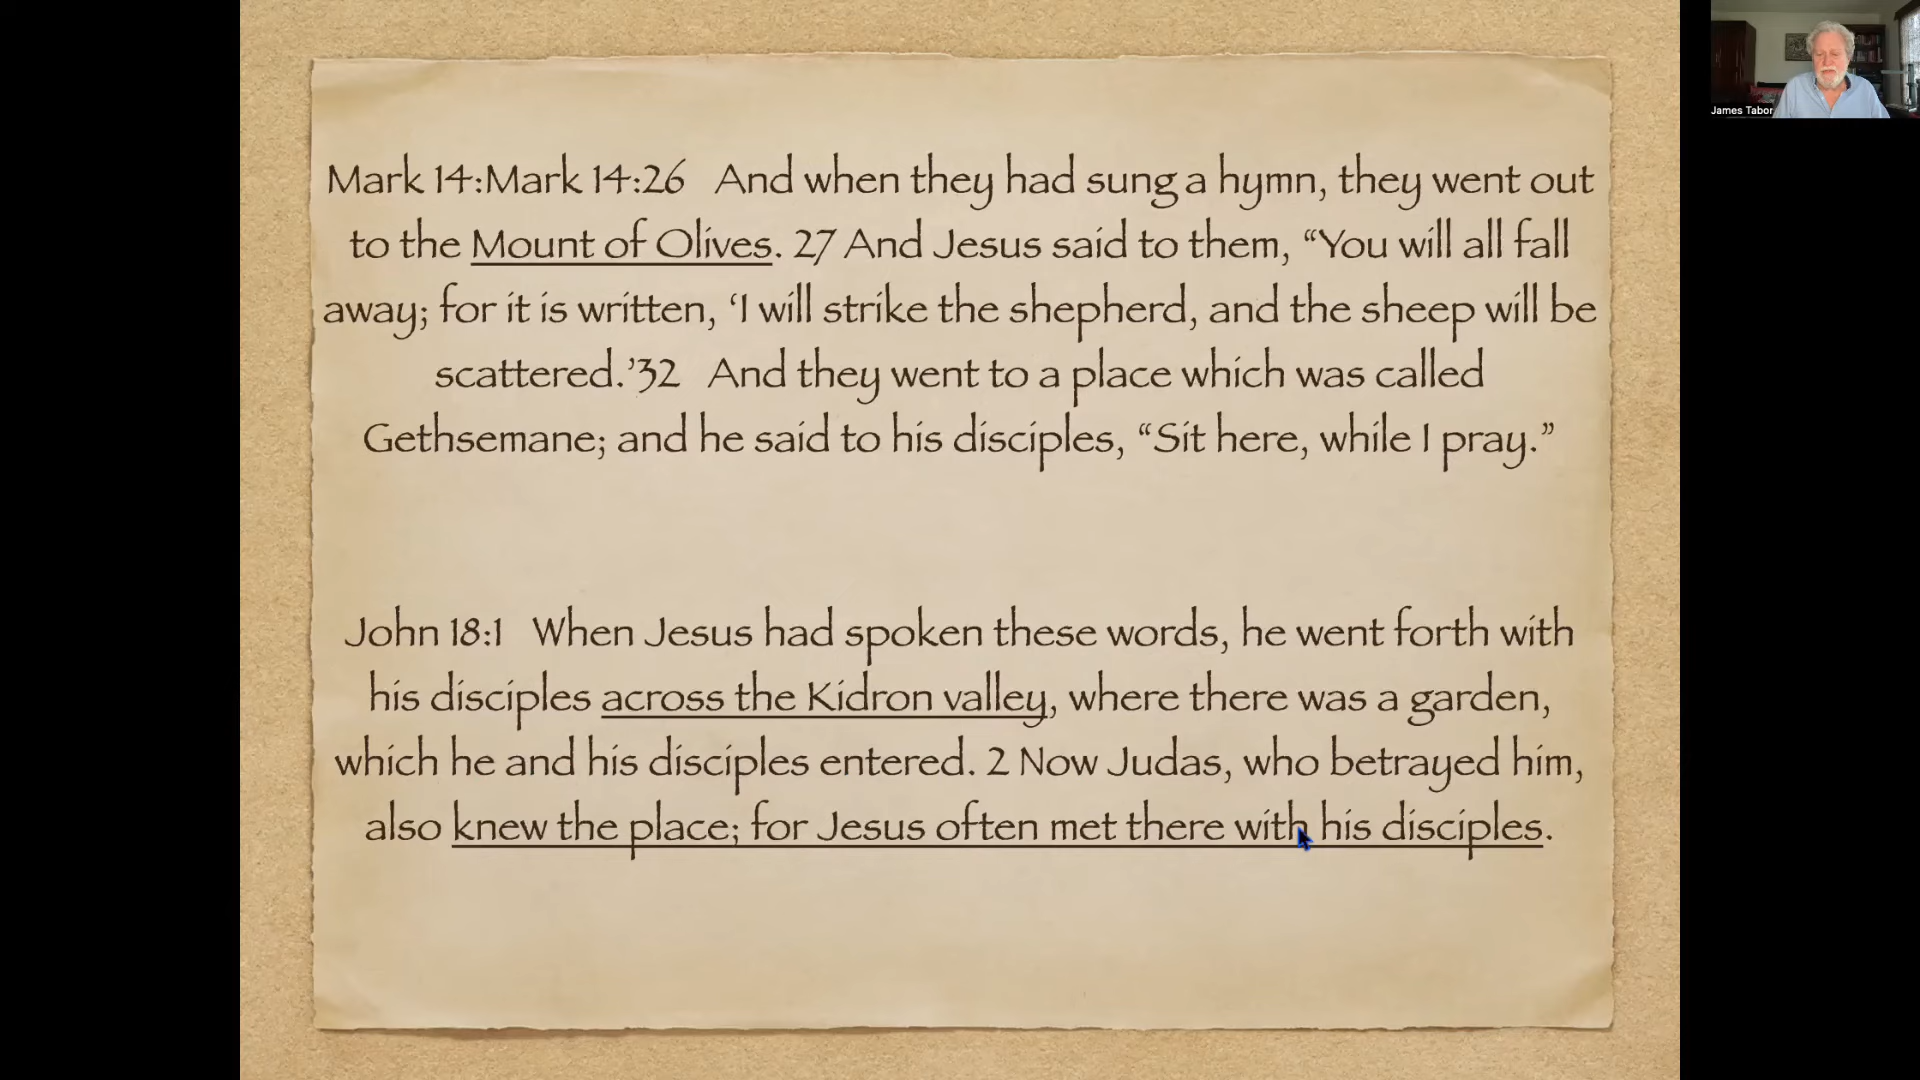 Mark 14:Mark 14:26 And when they had sung a hymn, they went out
to the Mount of Olives. 27 And Jesus said to them, “You will all fall
away; for it is written, ‘I will strike the shepherd, and the sheep will be
scattered.’32 And they went to a place which was called
Gethsemane; and he said to his disciples, “Sit here, while I pray.”
John 18:1 When Jesus had spoken these words, he went forth with
his disciples across the Kidron valley, where there was a garden,
which he and his disciples entered. 2 Now Judas, who betrayed him,
also knew the place; for Jesus often met there with his disciples.
James Tabor